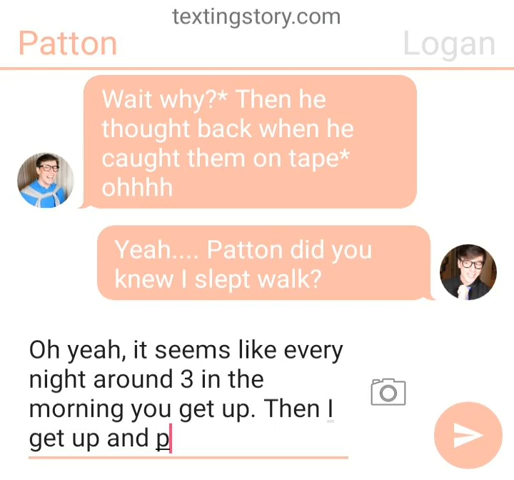 textingstory.com
Patton
Logan
Wait why?* Then he
thought back when he
caught them on tape*
ohhhh
Yeah.... Patton did you
knew I slept walk?
Oh yeah, it seems like every
night around 3 in the
morning you get up. Then I
get up and p